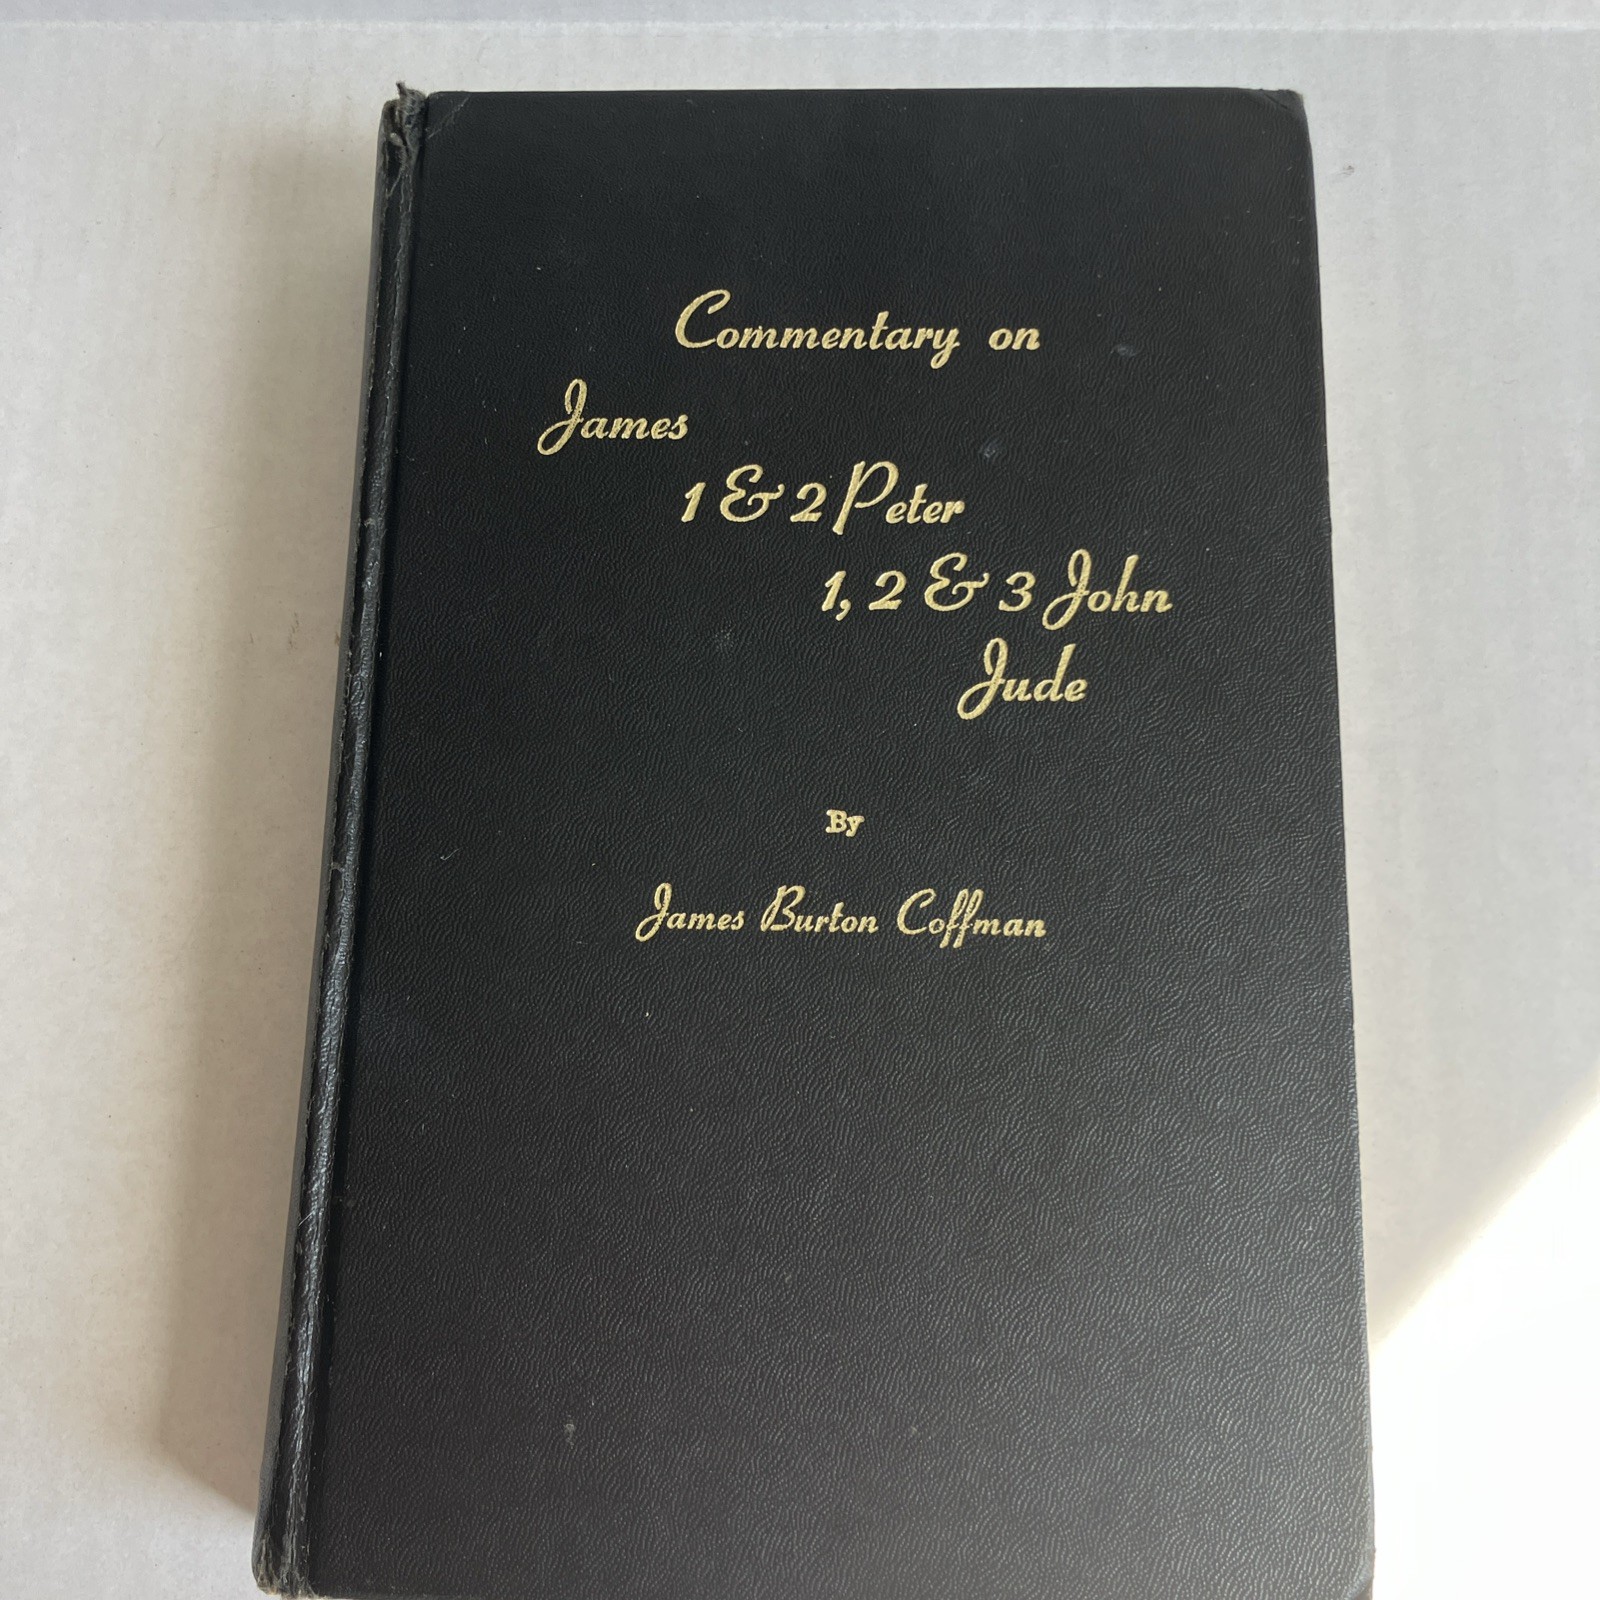 Commentary on
James
1 & 2 Peter
1, 2 & 3 John
Jude
By
James Burton Coffman